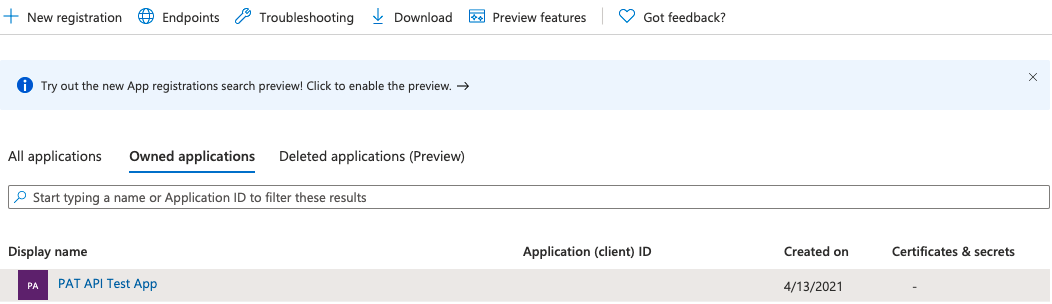 New registration Endpoints Troubleshooting Download Preview features Got feedback?
Try out the new App registrations search preview! Click to enable the preview. →
All applications Owned applications Deleted applications (Preview)
Start typing a name or Application ID to filter these results
Display name Application (client) ID Created on Certificates & secrets
PA PAT API Test App 4/13/2021 -